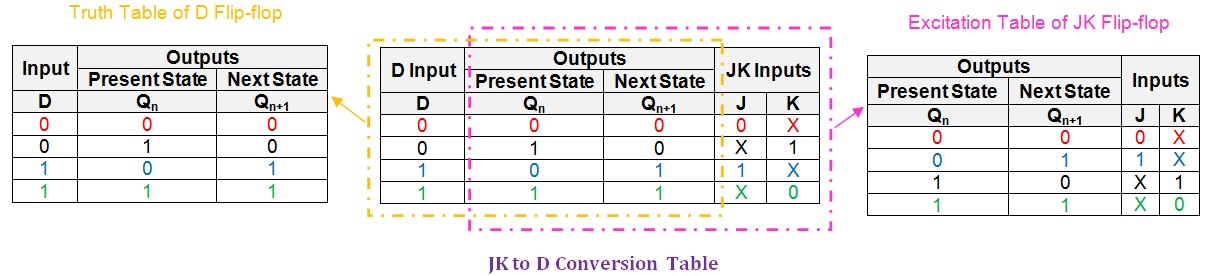 Truth Table of D Flip-flop
Input Outputs
Present State Next State
D Qn Qn+1
0 0 0
0 1 0
1 0 1
1 1 1
D Input Outputs JK Inputs
Present State Next State
D Qn Qn+1 J K
0 0 0 0 X
0 1 0 X 1
1 0 1 1 X
1 1 1 X 0
JK to D Conversion Table
Excitation Table of JK Flip-flop
Outputs Inputs
Present State Next State
Qn Qn+1 J K
0 0 0 X
0 1 1 X
1 0 X 1
1 1 X 0